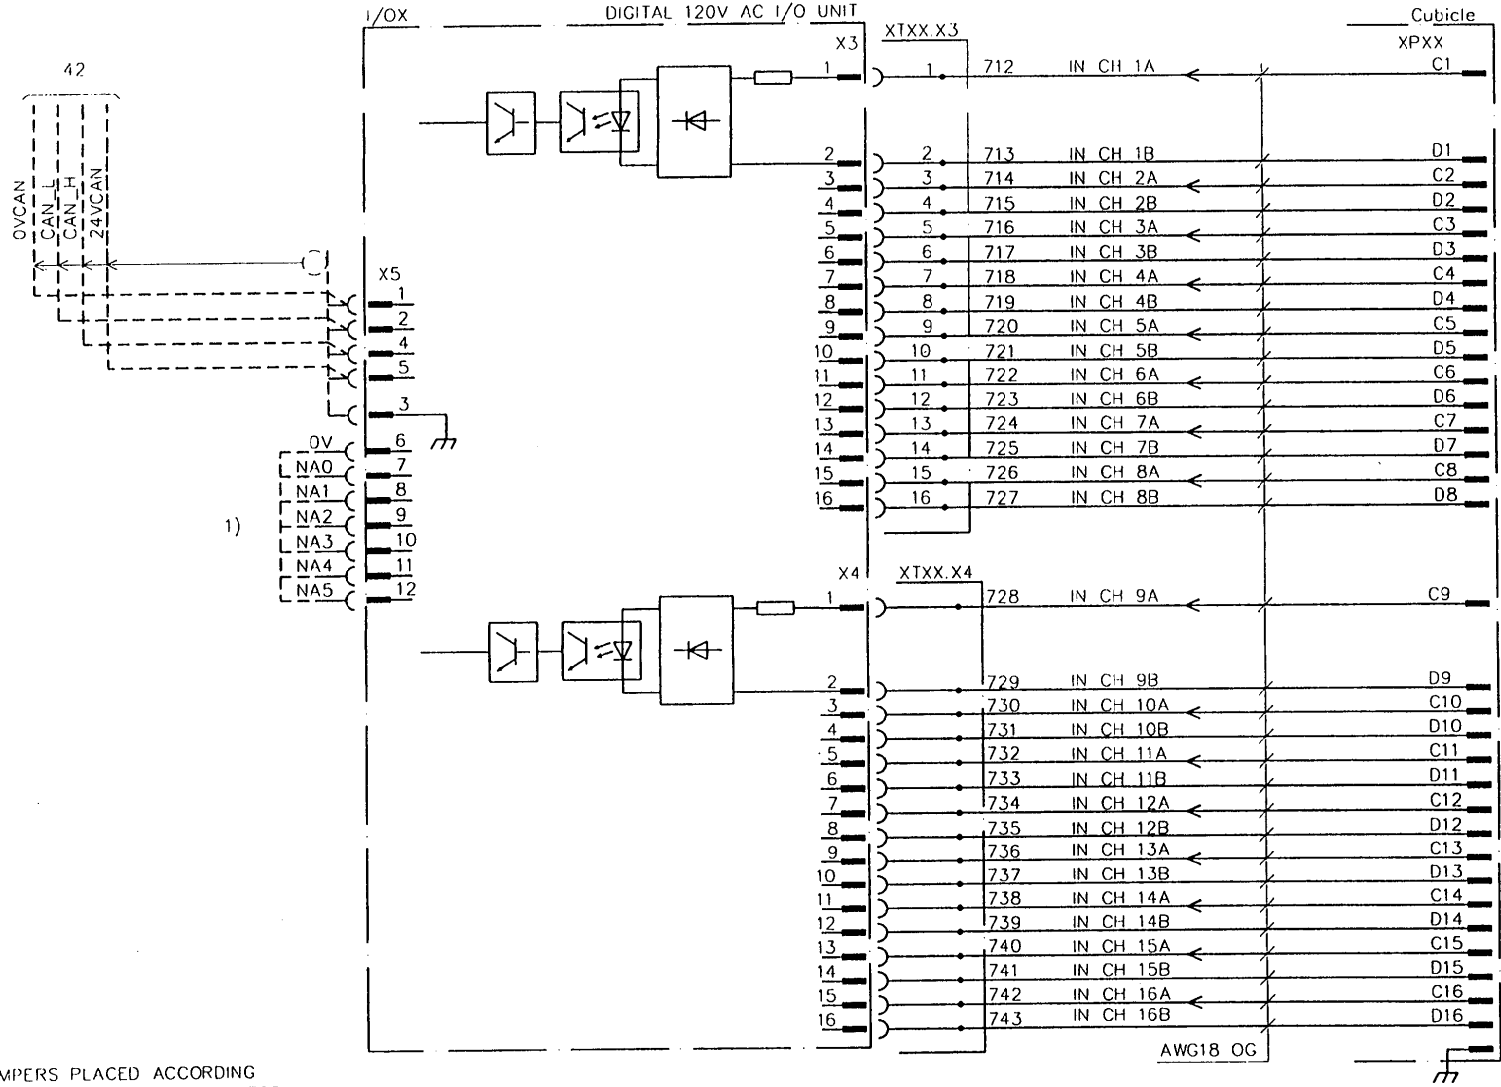 I/OX DIGITAL 120V AC I/O UNIT Cubicle
X3 XTXX.X3 XPXX
42
1 1 712 IN CH 1A C1
2 2 713 IN CH 1B D1
3 3 714 IN CH 2A C2
4 4 715 IN CH 2B D2
5 5 716 IN CH 3A C3
6 6 717 IN CH 3B D3
7 7 718 IN CH 4A C4
8 8 719 IN CH 4B D4
9 9 720 IN CH 5A C5
10 10 721 IN CH 5B D5
11 11 722 IN CH 6A C6
12 12 723 IN CH 6B D6
13 13 724 IN CH 7A C7
14 14 725 IN CH 7B D7
15 15 726 IN CH 8A C8
16 16 727 IN CH 8B D8
0VCAN
CAN_L
CAN_H
24VCAN
X5
1
2
4
5
3
0V 6
NA0 7
NA1 8
1) NA2 9
NA3 10
NA4 11
NA5 12
X4 XTXX.X4
1 728 IN CH 9A C9
2 729 IN CH 9B D9
3 730 IN CH 10A C10
4 731 IN CH 10B D10
5 732 IN CH 11A C11
6 733 IN CH 11B D11
7 734 IN CH 12A C12
8 735 IN CH 12B D12
9 736 IN CH 13A C13
10 737 IN CH 13B D13
11 738 IN CH 14A C14
12 739 IN CH 14B D14
13 740 IN CH 15A C15
14 741 IN CH 15B D15
15 742 IN CH 16A C16
16 743 IN CH 16B D16
AWG18 OG
MPERS PLACED ACCORDING